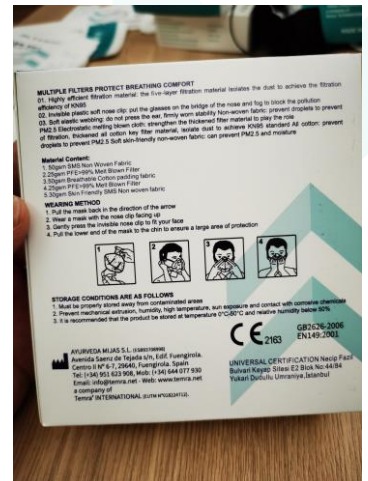 MULTIPLE FILTERS PROTECT BREATHING COMFORT
01. Highly efficient filtration material: the five-layer filtration material isolates the dust to achieve the filtration
efficiency of KN95
02. Invisible plastic soft nose clip: put the glasses on the bridge of the nose and fog to block the pollution
03. Soft elastic webbing: do not press the ear, firmly worn stability Non-woven fabric: prevent droplets to prevent
PM2.5 Electrostatic melting blown cloth: strengthen the thickened filter material to play the role
of filtration, thickened all cotton key filter material, isolate dust to achieve KN95 standard All cotton: prevent
droplets to prevent PM2.5 Soft skin-friendly non-woven fabric: can prevent PM2.5 and moisture
Material Content:
1. 50gsm SMS Non Woven Fabric
2.25gsm PFE>99% Melt Blown Filter
3.50gsm Breathable Cotton padding fabric
4.25gsm PFE>99% Melt Blown Filter
5.30gsm Skin Friendly SMS Non woven fabric
WEARING METHOD
1. Pull the mask back in the direction of the arrow
2. Wear a mask with the nose clip facing up
3. Gently press the invisible nose clip to fit your face
4. Pull the lower end of the mask to the chin to ensure a large area of protection
1 2 3 4
STORAGE CONDITIONS ARE AS FOLLOWS
1. Must be properly stored away from contaminated areas
2. Prevent mechanical extrusion, humidity, high temperature, sun exposure and contact with corrosive chemicals
3. It is recommended that the product be stored at temperature 0°C-50°C and relative humidity below 80%
CE 2163
GB2626-2006
EN149:2001
AYURVEDA MIJAS S.L.
Avenida Saenz de Tejada s/n, Edif. Fuengirola.
Centro II Nº 6-7, 29640, Fuengirola. Spain
Tel: (+34) 951 623 908, Mob: (+34) 644 077 930
Email: info@temra.net - Web: www.temra.net
a company of
Temra® INTERNATIONAL
UNIVERSAL CERTIFICATION Necip Fazil
Bulvari Keyap Sitesi E2 Blok No:44/84
Yukari Dudullu Umraniya,Istanbul